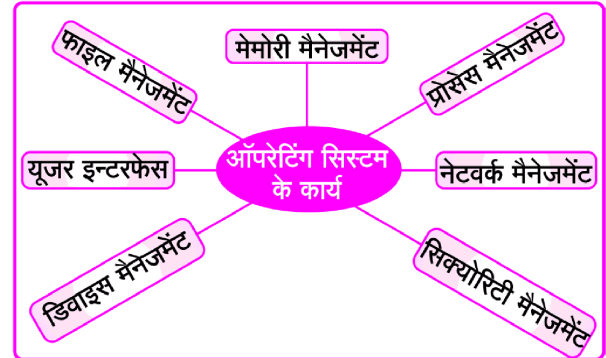 फाइल मैनेजमेंट
मेमोरी मैनेजमेंट
प्रोसेस मैनेजमेंट
यूजर इन्टरफेस
ऑपरेटिंग सिस्टम
के कार्य
नेटवर्क मैनेजमेंट
डिवाइस मैनेजमेंट
सिक्योरिटी मैनेजमेंट